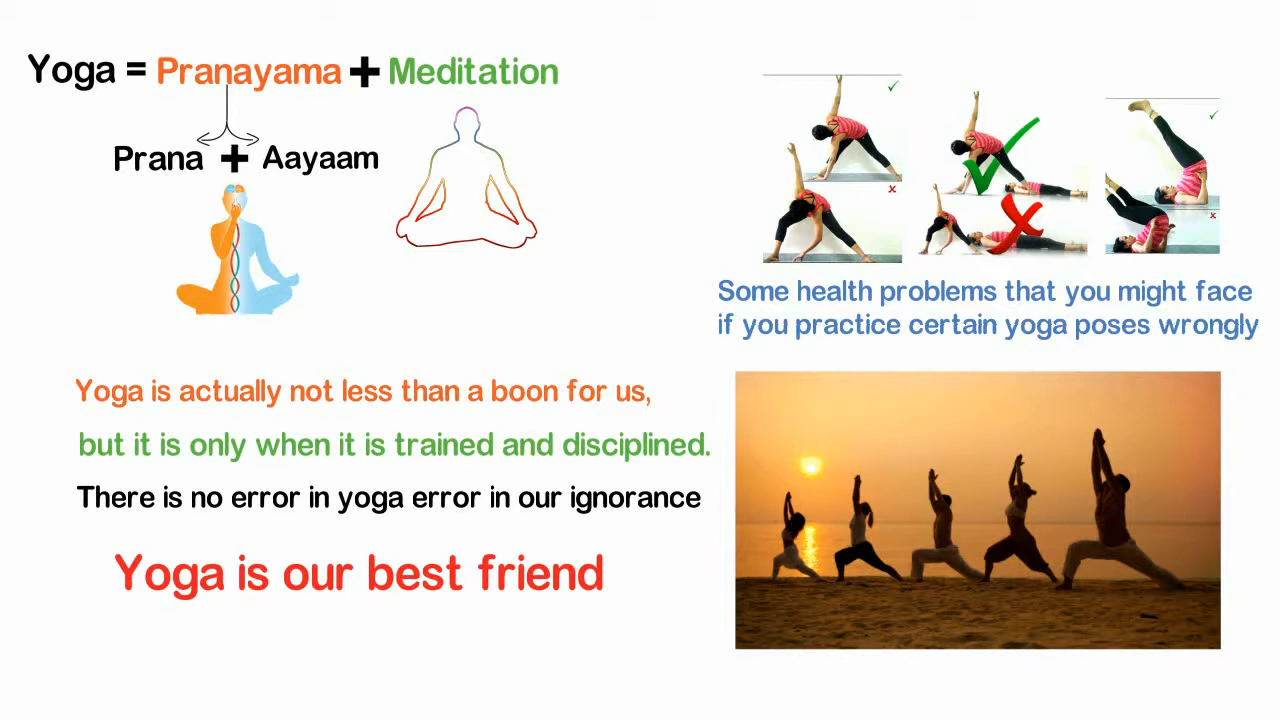 Yoga = Pranayama + Meditation
Prana + Aayaam
Some health problems that you might face
if you practice certain yoga poses wrongly
Yoga is actually not less than a boon for us,
but it is only when it is trained and disciplined.
There is no error in yoga error in our ignorance
Yoga is our best friend